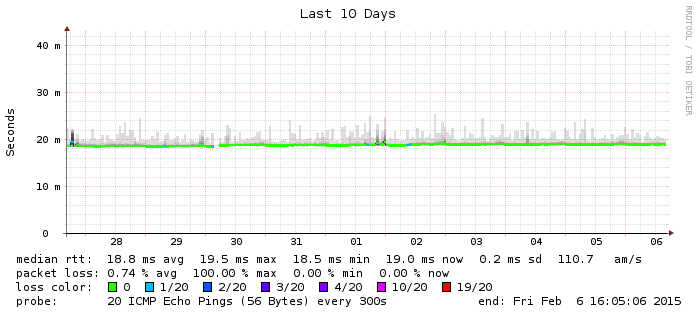 Last 10 Days
RRDTOOL / TOBI OETIKER
Seconds
40 m
30 m
20 m
10 m
0
28 29 30 31 01 02 03 04 05 06
median rtt: 18.8 ms avg 19.5 ms max 18.5 ms min 19.0 ms now 0.2 ms sd 110.7 am/s
packet loss: 0.74 % avg 100.00 % max 0.00 % min 0.00 % now
loss color: 0 1/20 2/20 3/20 4/20 10/20 19/20
probe: 20 ICMP Echo Pings (56 Bytes) every 300s end: Fri Feb 6 16:05:06 2015